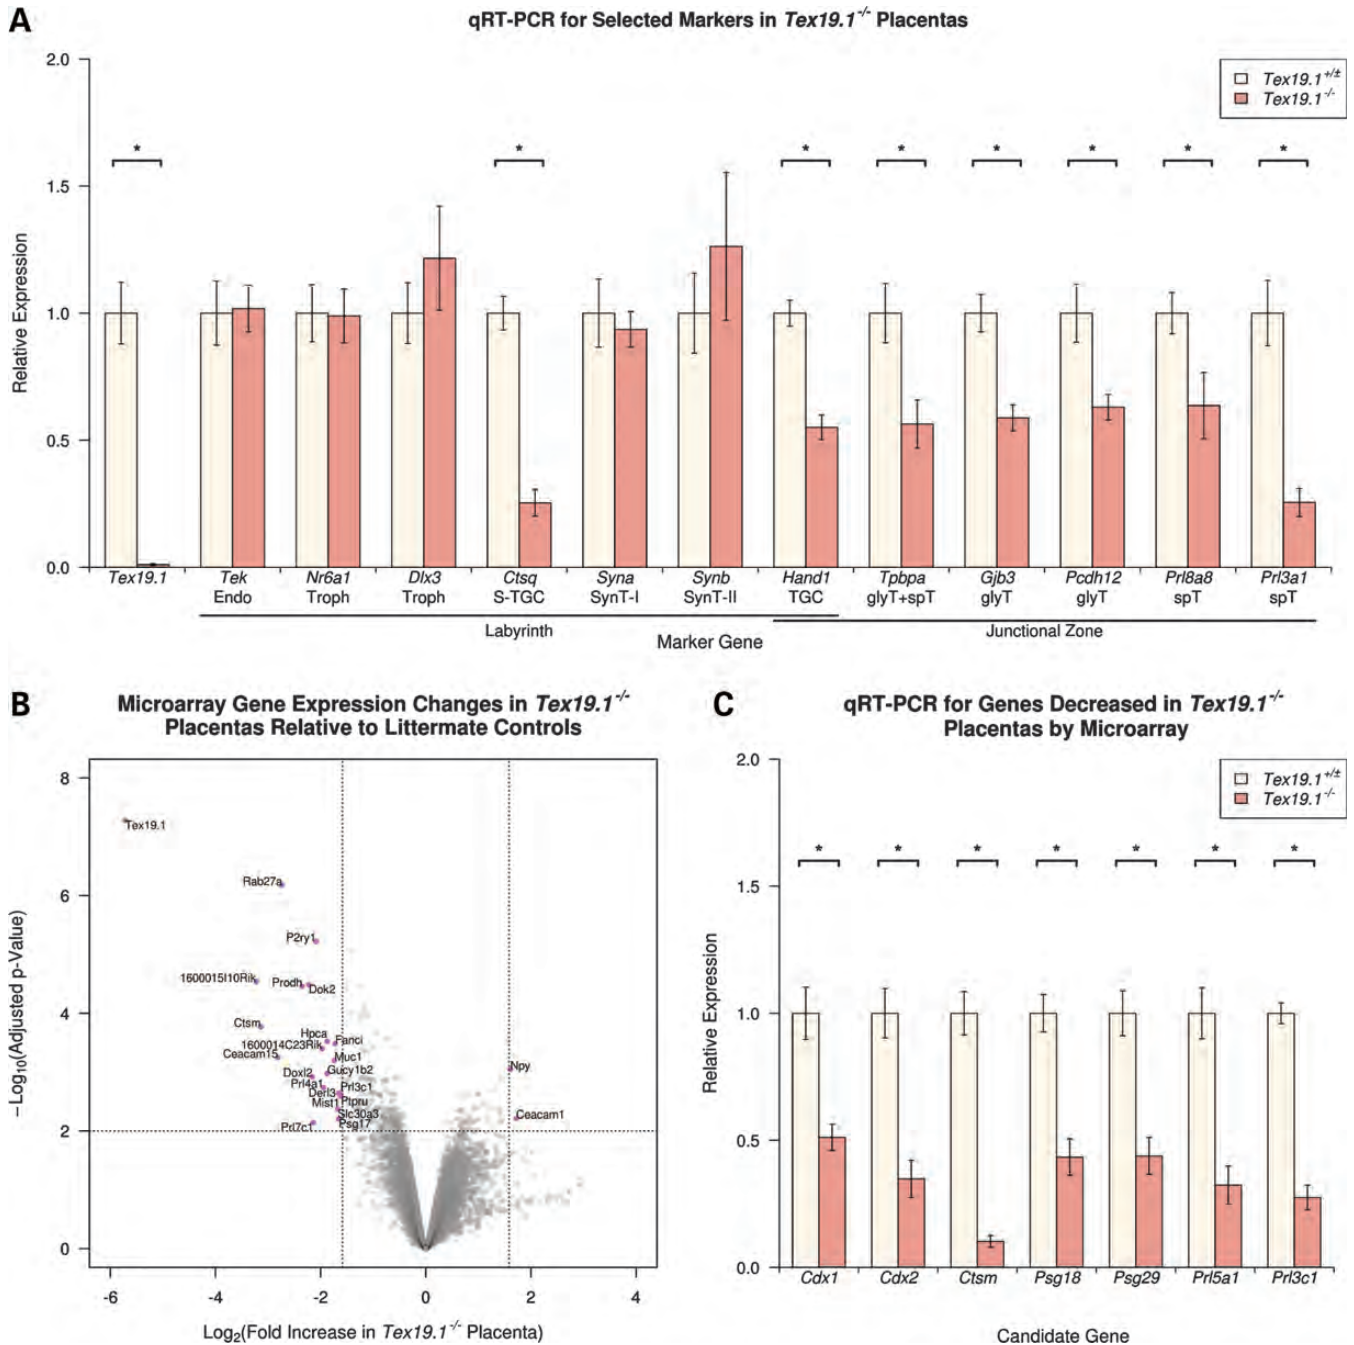 A
qRT-PCR for Selected Markers in Tex19.1-/- Placentas
2.0
1.5
1.0
0.5
0.0
Relative Expression
Tex19.1+/±
Tex19.1-/-
* * * * * * * *
Tex19.1 Tek Nr6a1 Dlx3 Ctsq Syna Synb Hand1 Tpbpa Gjb3 Pcdh12 Prl8a8 Prl3a1
Endo Troph Troph S-TGC SynT-I SynT-II TGC glyT+spT glyT glyT spT spT
Labyrinth Junctional Zone
Marker Gene
B
Microarray Gene Expression Changes in Tex19.1-/-
Placentas Relative to Littermate Controls
8
6
4
2
0
−Log10(Adjusted p-Value)
Tex19.1
Rab27a
P2ry1
1600015I10Rik
Prodh
Dok2
Ctsm
Hpca
Fanci
1600014C23Rik
Ceacam15
Muc1
Doxl2
Gucy1b2
Prl4a1
Derl3
Prl3c1
Mist1
Ptpru
Slc30a3
Psg17
Prl7c1
Npy
Ceacam1
-6 -4 -2 0 2 4
Log2(Fold Increase in Tex19.1-/- Placenta)
C
qRT-PCR for Genes Decreased in Tex19.1-/-
Placentas by Microarray
2.0
1.5
1.0
0.5
0.0
Relative Expression
Tex19.1+/±
Tex19.1-/-
* * * * * * *
Cdx1 Cdx2 Ctsm Psg18 Psg29 Prl5a1 Prl3c1
Candidate Gene